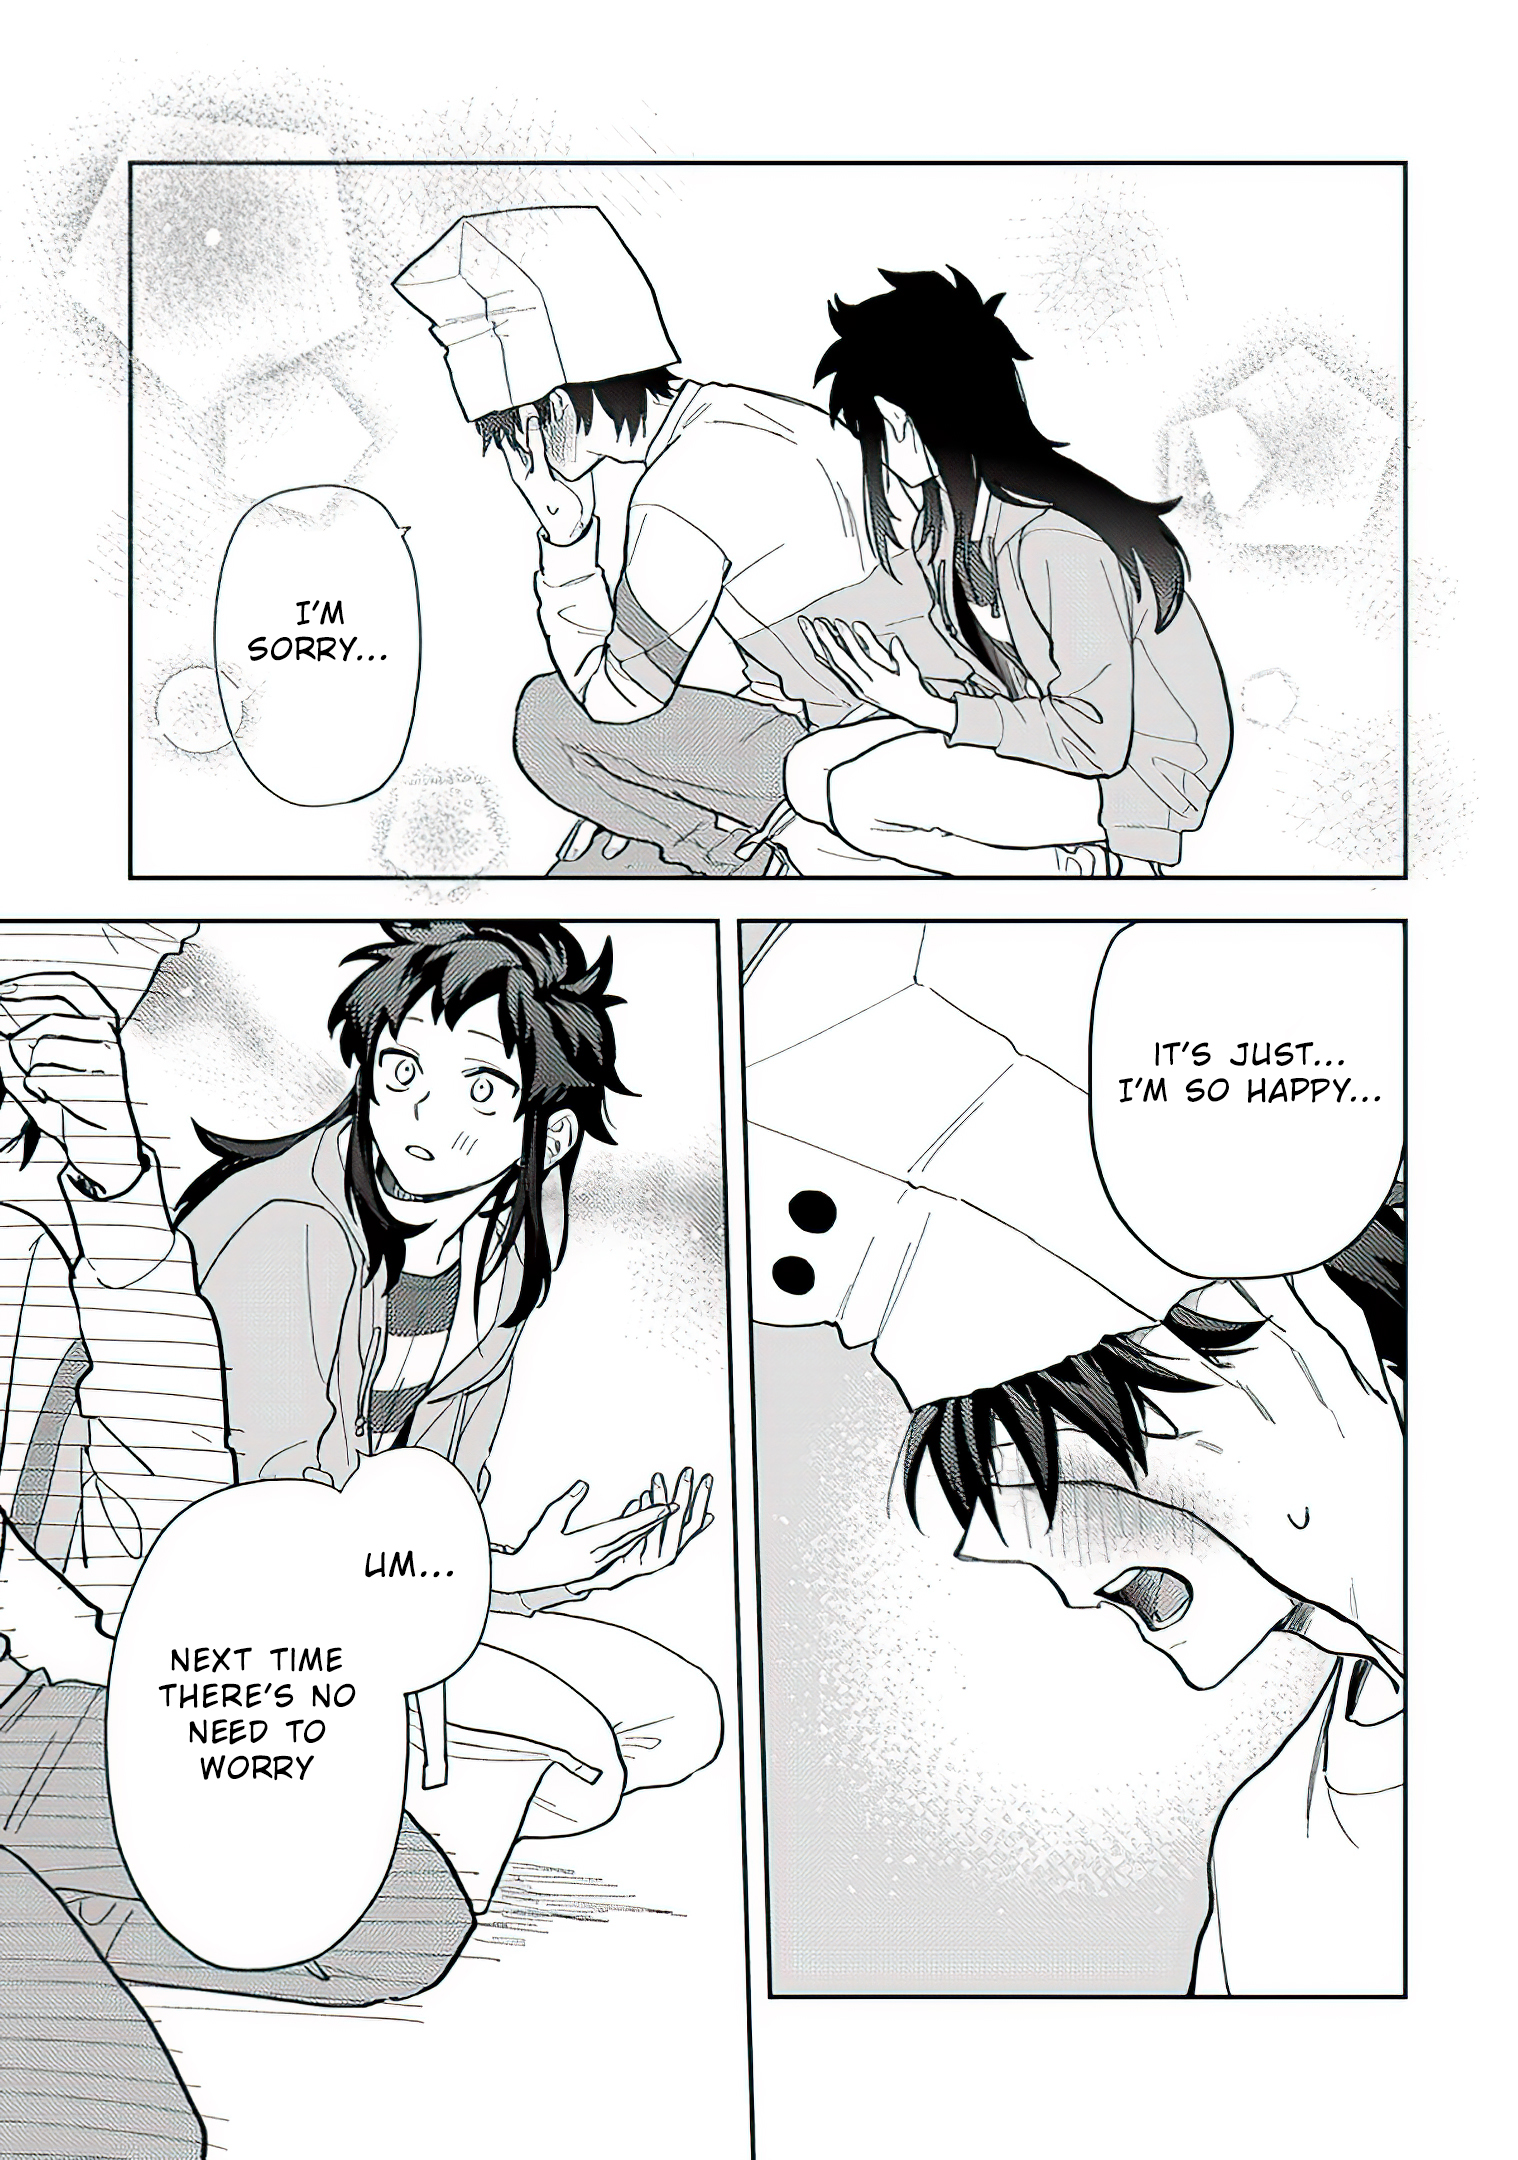 I'M
SORRY...
IT'S JUST...
I'M SO HAPPY...
UM...
NEXT TIME
THERE'S NO
NEED TO
WORRY